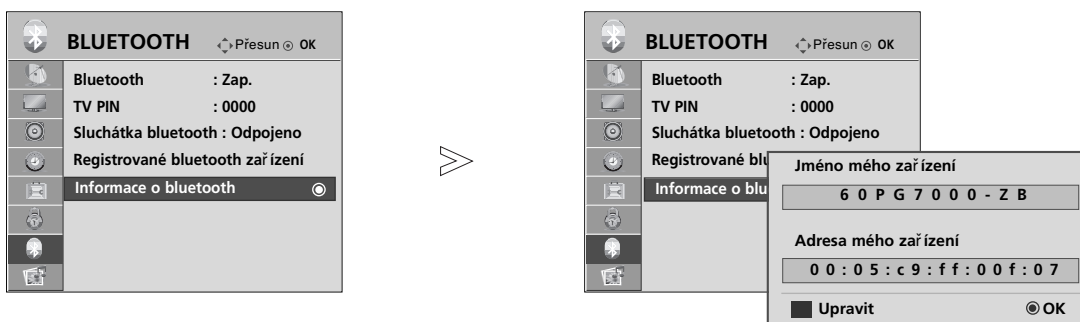 BLUETOOTH Přesun OK
Bluetooth : Zap.
TV PIN : 0000
Sluchátka bluetooth : Odpojeno
Registrované bluetooth zařízení
Informace o bluetooth
BLUETOOTH Přesun OK
Bluetooth : Zap.
TV PIN : 0000
Sluchátka bluetooth : Odpojeno
Registrované blu
Informace o blu
Jméno mého zařízení
60PG7000-ZB
Adresa mého zařízení
00:05:c9:ff:00f:07
Upravit OK